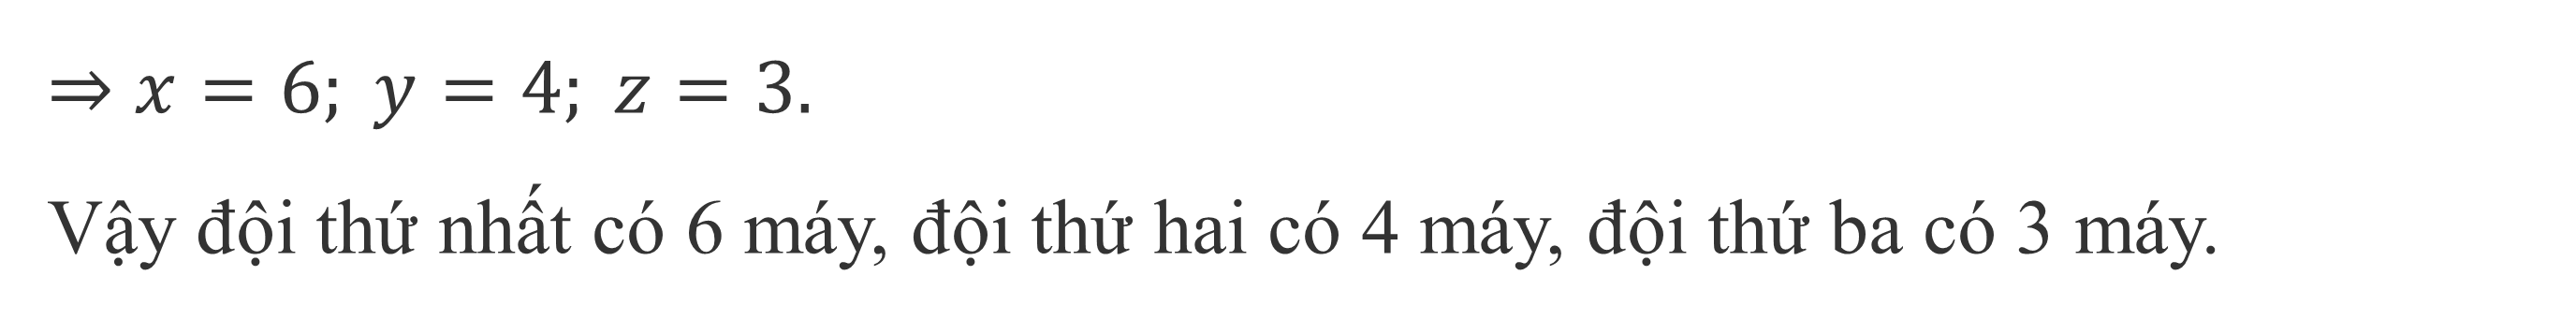 ⇒ x = 6; y = 4; z = 3.
Vậy đội thứ nhất có 6 máy, đội thứ hai có 4 máy, đội thứ ba có 3 máy.